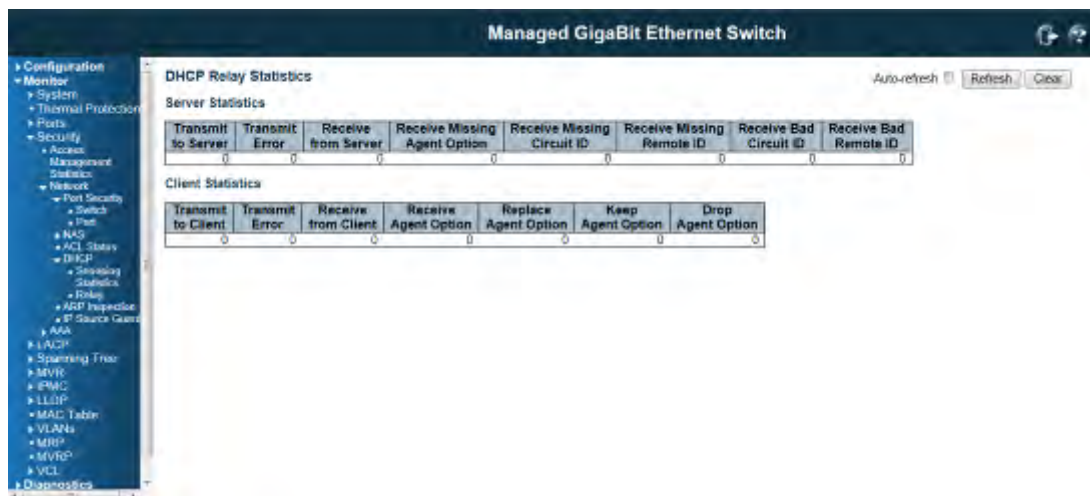 Managed GigaBit Ethernet Switch
Configuration
Monitor
System
Thermal Protection
Ports
Security
Access
Management
Statistics
Network
Port Security
Switch
Port
NAS
ACL Status
DHCP
Snooping
Statistics
Relay
ARP Inspection
IP Source Guard
AAA
LACP
Spanning Tree
MVR
IPMC
LLDP
MAC Table
VLANs
MRP
MVRP
VCL
Diagnostics
DHCP Relay Statistics
Auto-refresh Refresh Clear
Server Statistics
Transmit to Server Transmit Error Receive from Server Receive Missing Agent Option Receive Missing Circuit ID Receive Missing Remote ID Receive Bad Circuit ID Receive Bad Remote ID
0 0 0 0 0 0 0 0
Client Statistics
Transmit to Client Transmit Error Receive from Client Receive Agent Option Replace Agent Option Keep Agent Option Drop Agent Option
0 0 0 0 0 0 0